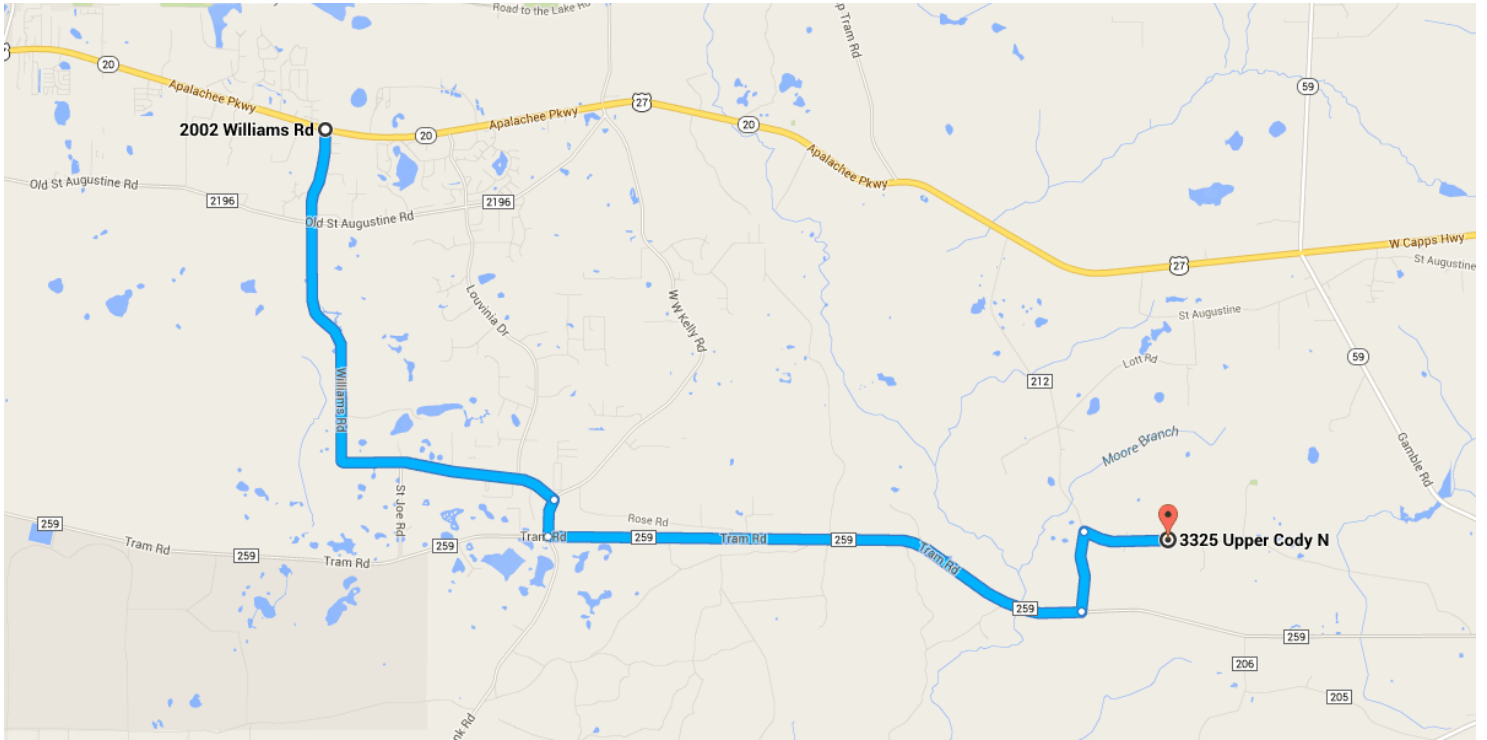 Road to the Lake Rd
p Tram Rd
20
59
Apalachee Pkwy
27
2002 Williams Rd
20
Apalachee Pkwy
20
Apalachee Pkwy
Old St Augustine Rd
2196
2196
Old St Augustine Rd
W Capps Hwy
27
St Augustine
Louvinia Dr
W W Kelly Rd
St Augustine
Lott Rd
59
212
Williams Rd
Moore Branch
Gamble Rd
St Joe Rd
259
Rose Rd
Tram Rd
259
Tram Rd
259
Tram Rd
259
Tram Rd
259
Tram Rd
3325 Upper Cody N
259
259
206
205
nk Rd